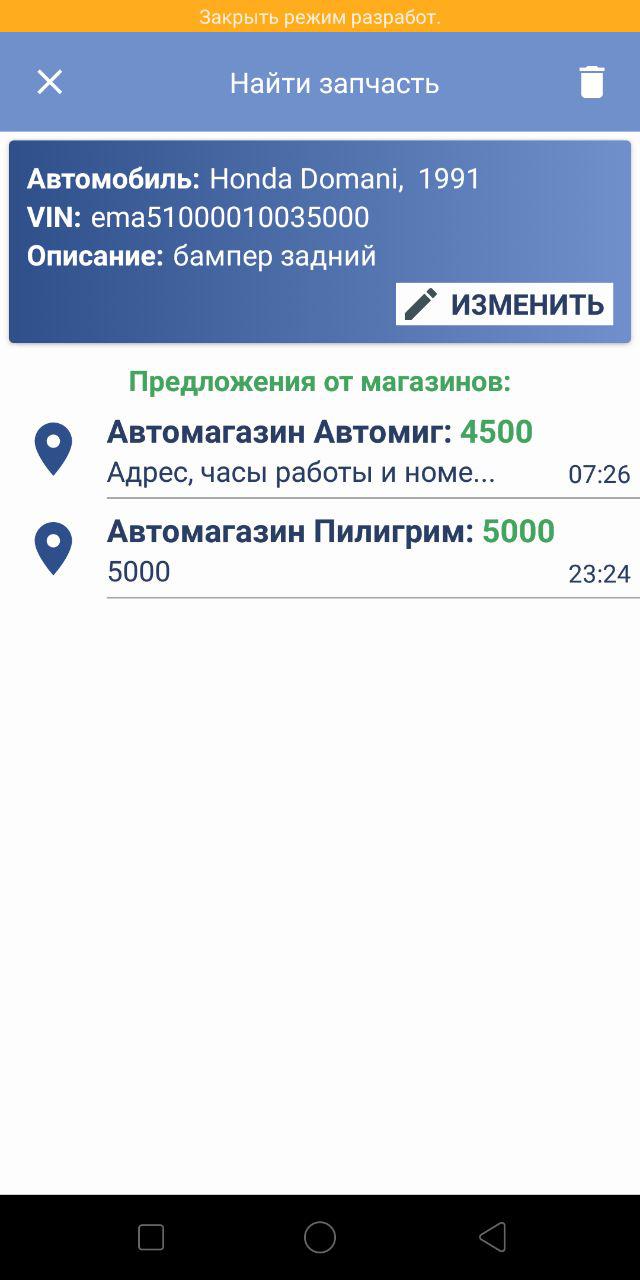 Закрыть режим разработ.
Найти запчасть
Автомобиль: Honda Domani, 1991
VIN: ema51000010035000
Описание: бампер задний
ИЗМЕНИТЬ
Предложения от магазинов:
Автомагазин Автомиг: 4500
Адрес, часы работы и номе... 07:26
Автомагазин Пилигрим: 5000
5000 23:24